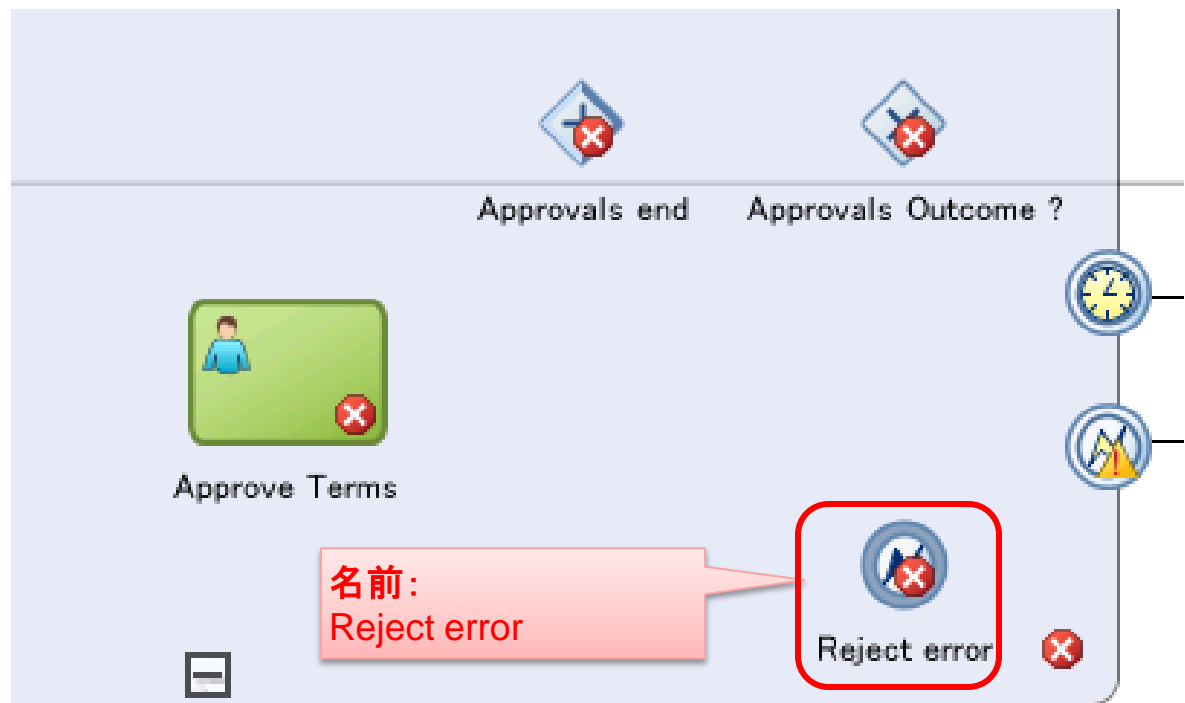 Approvals end
Approvals Outcome ?
Approve Terms
名前：
Reject error
Reject error